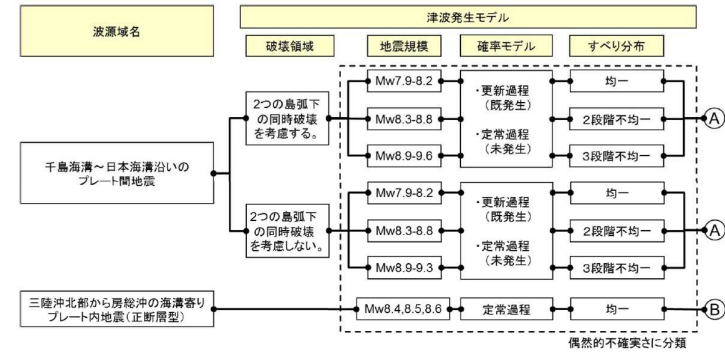 津波発生モデル
波源域名
破壊領域
地震規模
確率モデル
すべり分布
千島海溝~日本海溝沿いの
プレート間地震
2つの島弧下
の同時破壊
を考慮する。
Mw7.9-8.2
Mw8.3-8.8
Mw8.9-9.6
・更新過程
(既発生)
・定常過程
(未発生)
均一
2段階不均一
3段階不均一
A
2つの島弧下
の同時破壊
を考慮しない。
Mw7.9-8.2
Mw8.3-8.8
Mw8.9-9.3
・更新過程
(既発生)
・定常過程
(未発生)
均一
2段階不均一
3段階不均一
A
三陸沖北部から房総沖の海溝寄り
プレート内地震(正断層型)
Mw8.4,8.5,8.6
定常過程
均一
B
偶然的不確実さに分類